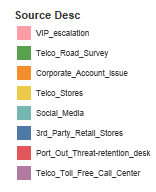 Source Desc
VIP_escalation
Telco_Road_Survey
Corporate_Account_Issue
Telco_Stores
Social_Media
3rd_Party_Retail_Stores
Port_Out_Threat-retention_desk
Telco_Toll_Free_Call_Center